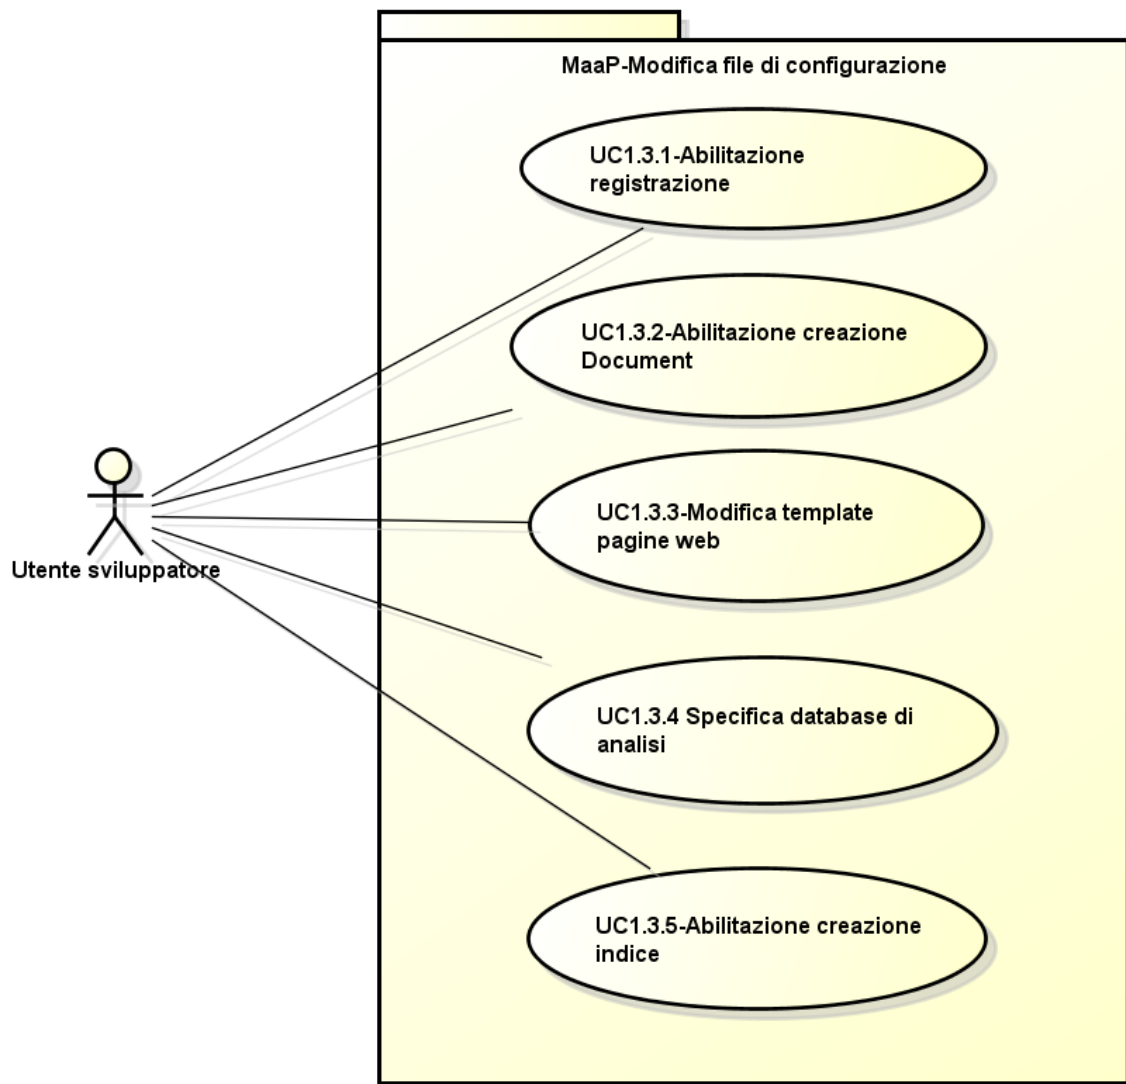 MaaP-Modifica file di configurazione
UC1.3.1-Abilitazione
registrazione
UC1.3.2-Abilitazione creazione
Document
UC1.3.3-Modifica template
pagine web
Utente sviluppatore
UC1.3.4 Specifica database di
analisi
UC1.3.5-Abilitazione creazione
indice